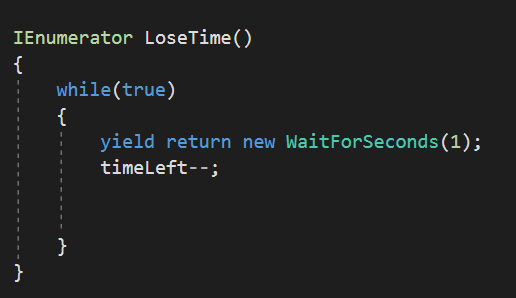 IEnumerator LoseTime()
{
while(true)
{
yield return new WaitForSeconds(1);
timeLeft--;
}
}